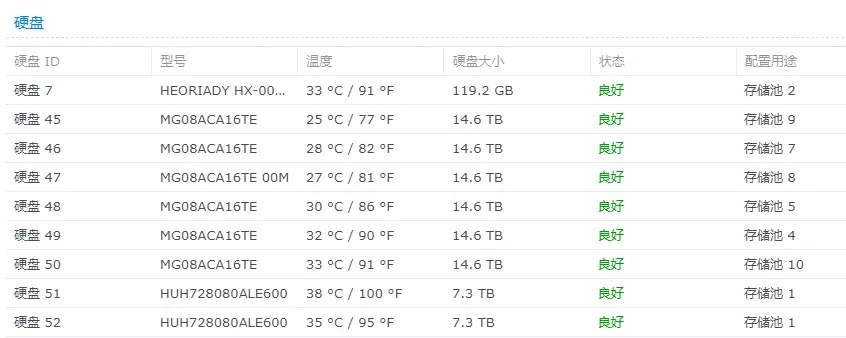 硬盘
硬盘 ID 型号 温度 硬盘大小 状态 配置用途
硬盘 7 HEORIADY HX-00... 33 °C / 91 °F 119.2 GB 良好 存储池 2
硬盘 45 MG08ACA16TE 25 °C / 77 °F 14.6 TB 良好 存储池 9
硬盘 46 MG08ACA16TE 28 °C / 82 °F 14.6 TB 良好 存储池 7
硬盘 47 MG08ACA16TE 00M 27 °C / 81 °F 14.6 TB 良好 存储池 8
硬盘 48 MG08ACA16TE 30 °C / 86 °F 14.6 TB 良好 存储池 5
硬盘 49 MG08ACA16TE 32 °C / 90 °F 14.6 TB 良好 存储池 4
硬盘 50 MG08ACA16TE 33 °C / 91 °F 14.6 TB 良好 存储池 10
硬盘 51 HUH728080ALE600 38 °C / 100 °F 7.3 TB 良好 存储池 1
硬盘 52 HUH728080ALE600 35 °C / 95 °F 7.3 TB 良好 存储池 1